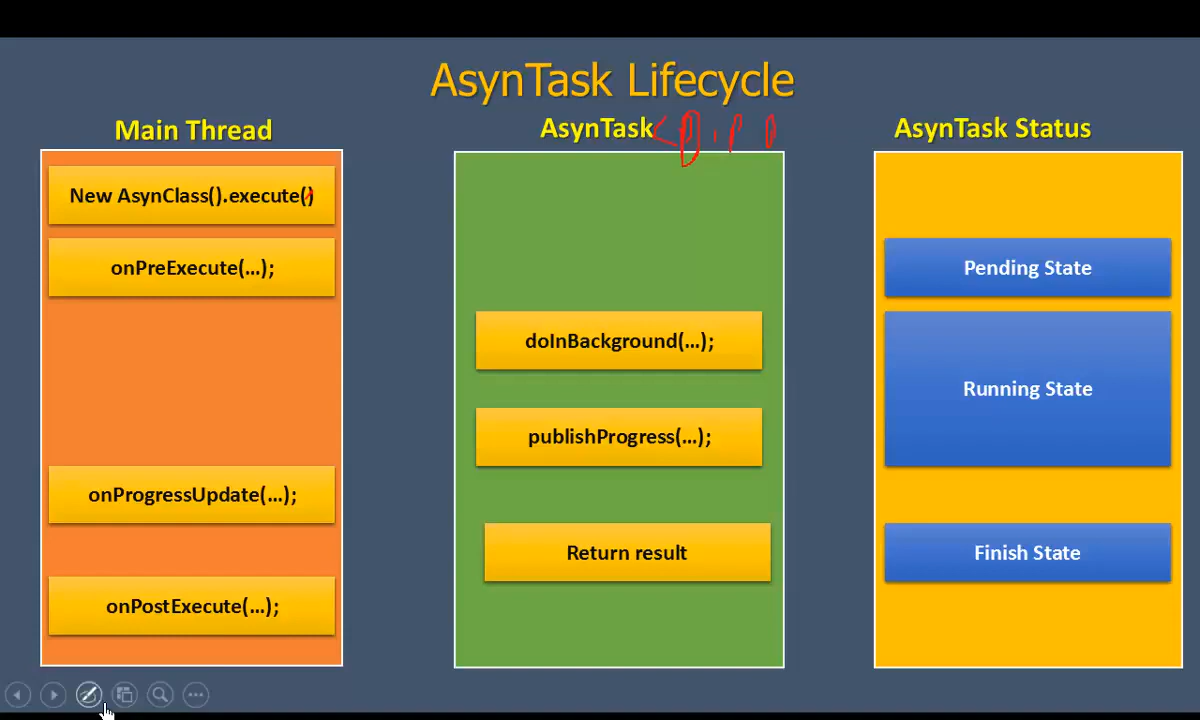 AsynTask Lifecycle
Main Thread
New AsynClass().execute()
onPreExecute(...);
onProgressUpdate(...);
onPostExecute(...);
AsynTask
doInBackground(...);
publishProgress(...);
Return result
AsynTask Status
Pending State
Running State
Finish State